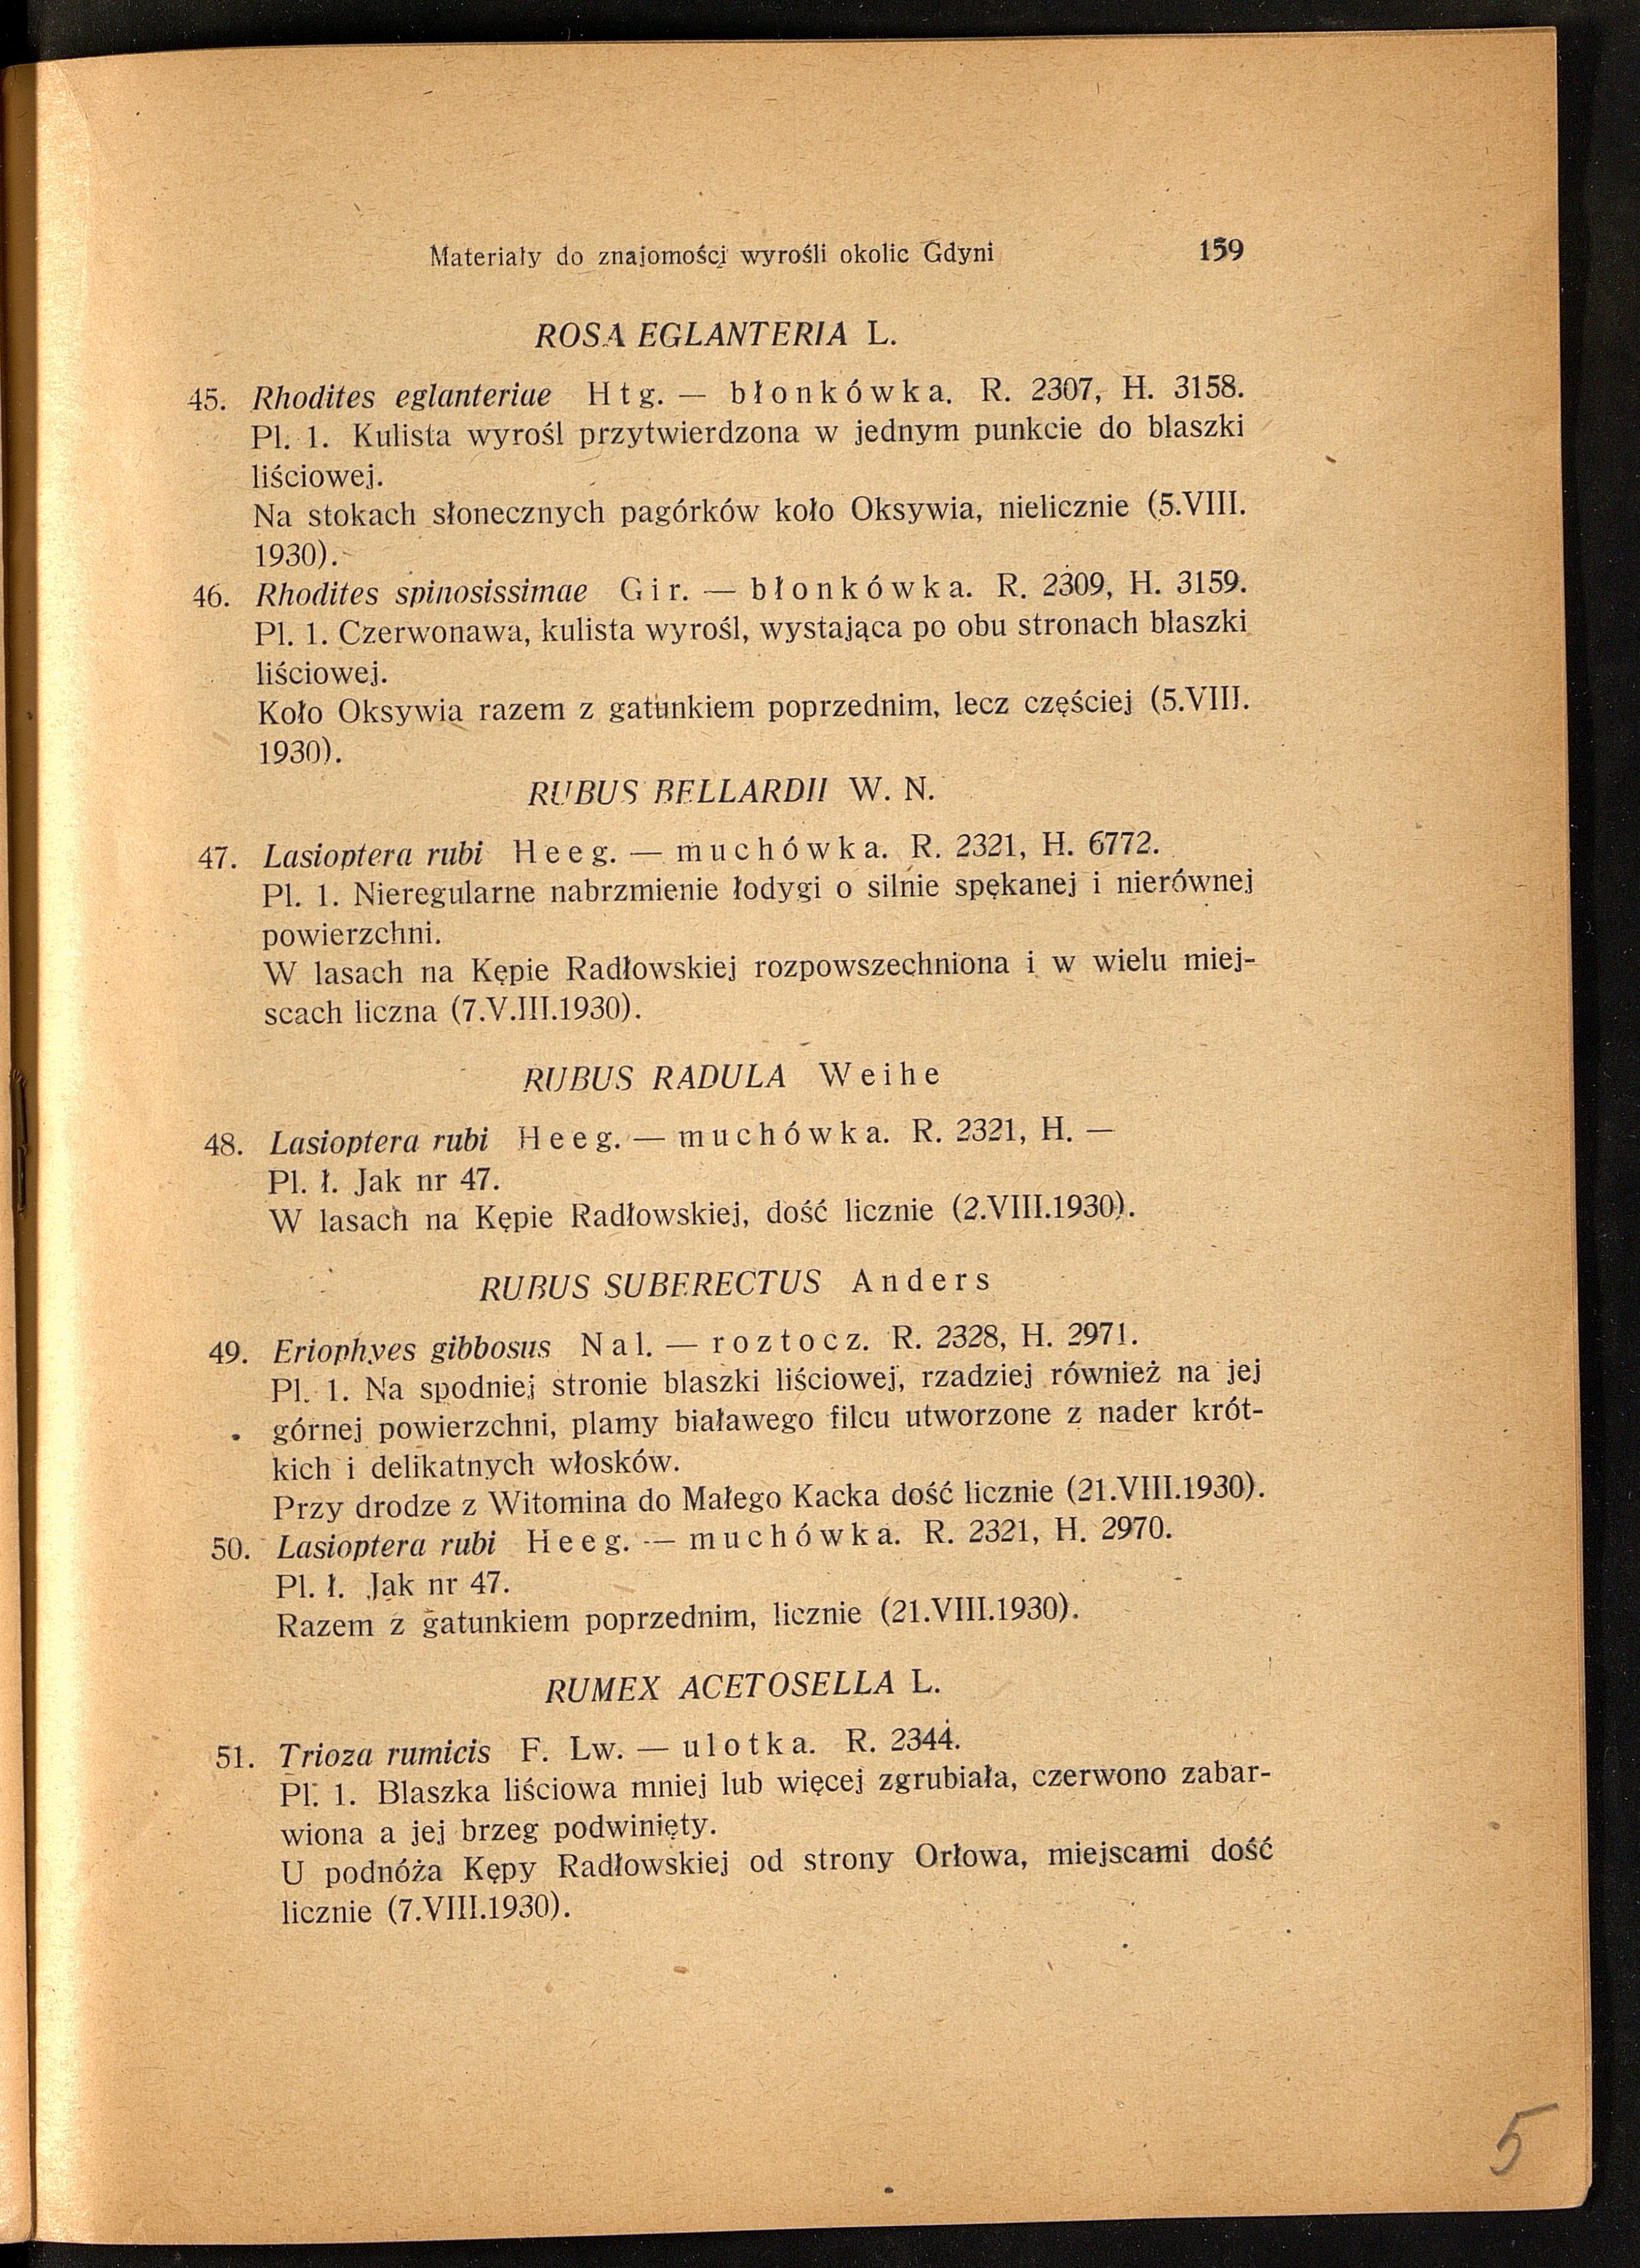 Materiały do znajomości wyrośli okolic Gdyni 159
ROSA EGLANTERIA L.
45. Rhodites eglanteriae Htg. — błonkówka. R. 2307, H. 3158.
Pl. 1. Kulista wyrośl przytwierdzona w jednym punkcie do blaszki
liściowej.
Na stokach słonecznych pagórków koło Oksywia, nielicznie (5.VIII.
1930).
46. Rhodites spinosissimae Gir. — błonkówka. R. 2309, H. 3159.
Pl. 1. Czerwonawa, kulista wyrośl, wystająca po obu stronach blaszki
liściowej.
Koło Oksywia razem z gatunkiem poprzednim, lecz częściej (5.VIII.
1930).
RUBUS BELLARDII W. N.
47. Lasioptera rubi Heeg. — muchówka. R. 2321, H. 6772.
Pl. 1. Nieregularne nabrzmienie łodygi o silnie spękanej i nierównej
powierzchni.
W lasach na Kępie Radłowskiej rozpowszechniona i w wielu miej-
scach liczna (7.V.III.1930).
RUBUS RADULA Weihe
48. Lasioptera rubi Heeg. — muchówka. R. 2321, H. —
Pl. ł. Jak nr 47.
W lasach na Kępie Radłowskiej, dość licznie (2.VIII.1930).
RUBUS SUBERECTUS Anders
49. Eriophyes gibbosus Nal. — roztocz. R. 2328, H. 2971.
Pl. 1. Na spodniej stronie blaszki liściowej, rzadziej również na jej
górnej powierzchni, plamy białawego filcu utworzone z nader krót-
kich i delikatnych włosków.
Przy drodze z Witomina do Małego Kacka dość licznie (21.VIII.1930).
50. Lasioptera rubi Heeg. — muchówka. R. 2321, H. 2970.
Pl. ł. Jak nr 47.
Razem z gatunkiem poprzednim, licznie (21.VIII.1930).
RUMEX ACETOSELLA L.
51. Trioza rumicis F. Lw. — ulotka. R. 2344.
Pl. 1. Blaszka liściowa mniej lub więcej zgrubiała, czerwono zabar-
wiona a jej brzeg podwinięty.
U podnóża Kępy Radłowskiej od strony Orłowa, miejscami dość
licznie (7.VIII.1930).
5